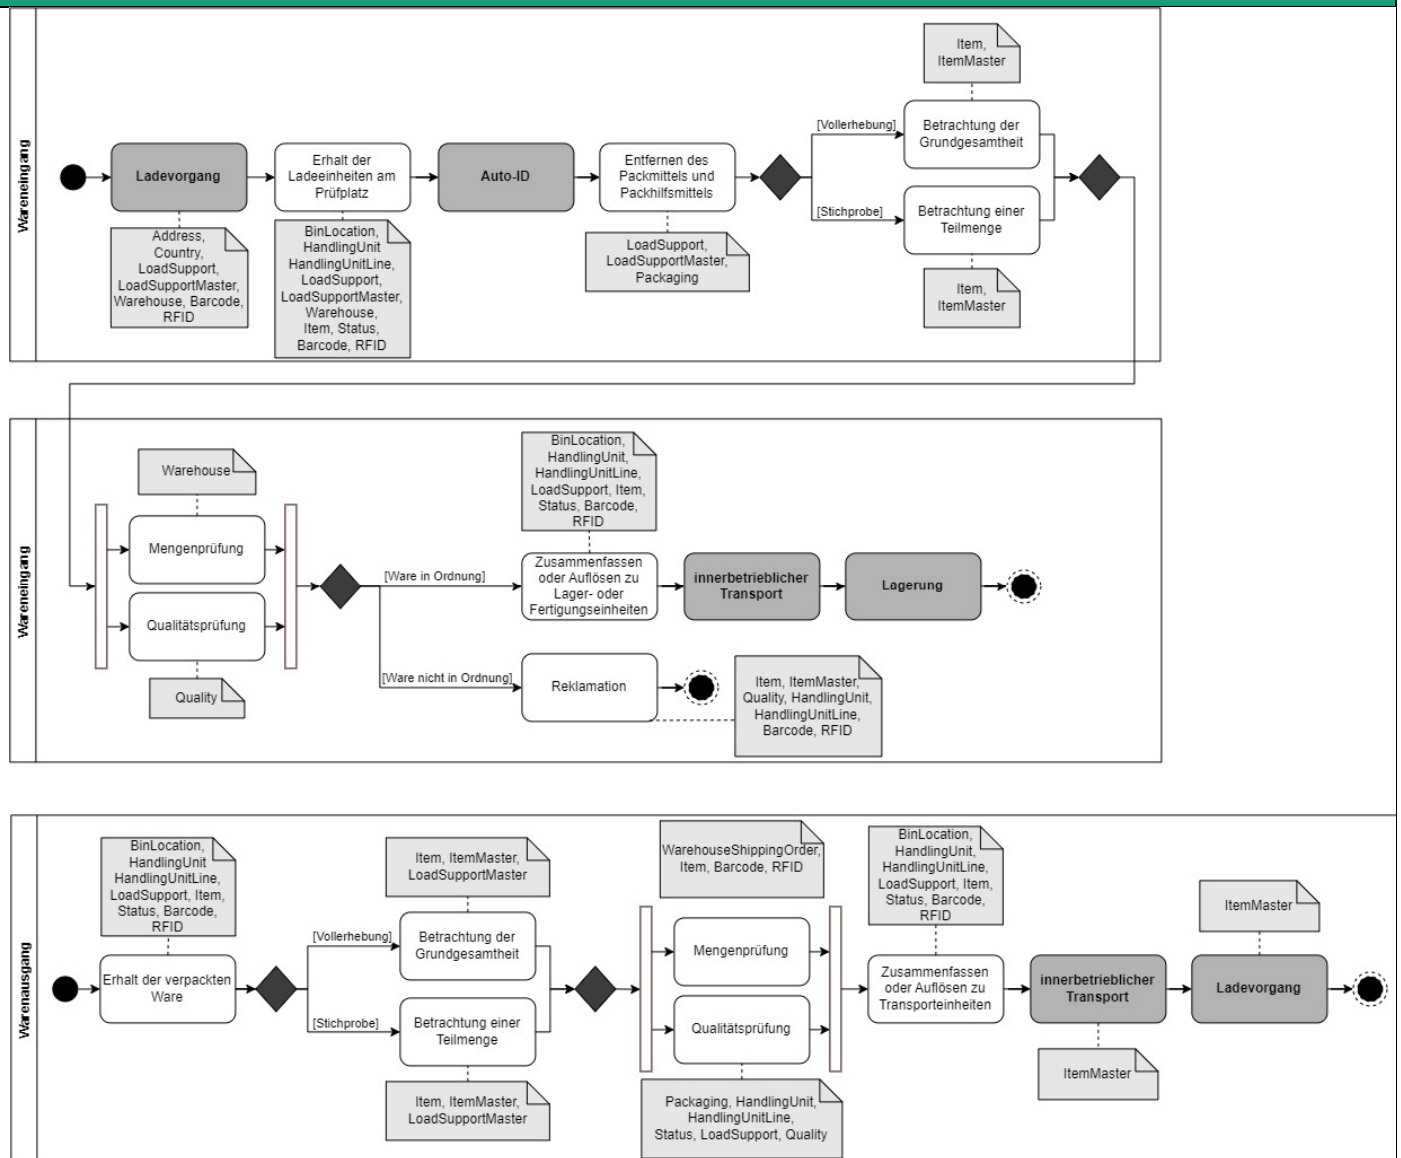 Wareneingang
Ladevorgang
Address,
Country,
LoadSupport,
LoadSupportMaster,
Warehouse, Barcode,
RFID
Erhalt der
Ladeeinheiten am
Prüfplatz
BinLocation,
HandlingUnit
HandlingUnitLine,
LoadSupport,
LoadSupportMaster,
Warehouse,
Item, Status,
Barcode, RFID
Auto-ID
Entfernen des
Packmittels und
Packhilfsmittels
LoadSupport,
LoadSupportMaster,
Packaging
[Vollerhebung]
[Stichprobe]
Item,
ItemMaster
Betrachtung der
Grundgesamtheit
Betrachtung einer
Teilmenge
Item,
ItemMaster
Wareneingang
Warehouse
Mengenprüfung
Qualitätsprüfung
Quality
[Ware in Ordnung]
[Ware nicht in Ordnung]
BinLocation,
HandlingUnit,
HandlingUnitLine,
LoadSupport, Item,
Status, Barcode,
RFID
Zusammenfassen
oder Auflösen zu
Lager- oder
Fertigungseinheiten
innerbetrieblicher
Transport
Lagerung
Reklamation
Item, ItemMaster,
Quality, HandlingUnit,
HandlingUnitLine,
Barcode, RFID
Warenausgang
BinLocation,
HandlingUnit
HandlingUnitLine,
LoadSupport, Item,
Status, Barcode,
RFID
Erhalt der verpackten
Ware
[Vollerhebung]
[Stichprobe]
Item, ItemMaster,
LoadSupportMaster
Betrachtung der
Grundgesamtheit
Betrachtung einer
Teilmenge
Item, ItemMaster,
LoadSupportMaster
WarehouseShippingOrder,
Item, Barcode, RFID
Mengenprüfung
Qualitätsprüfung
Packaging, HandlingUnit,
HandlingUnitLine,
Status, LoadSupport, Quality
BinLocation,
HandlingUnit,
HandlingUnitLine,
LoadSupport, Item,
Status, Barcode,
RFID
Zusammenfassen
oder Auflösen zu
Transporteinheiten
innerbetrieblicher
Transport
ItemMaster
ItemMaster
Ladevorgang